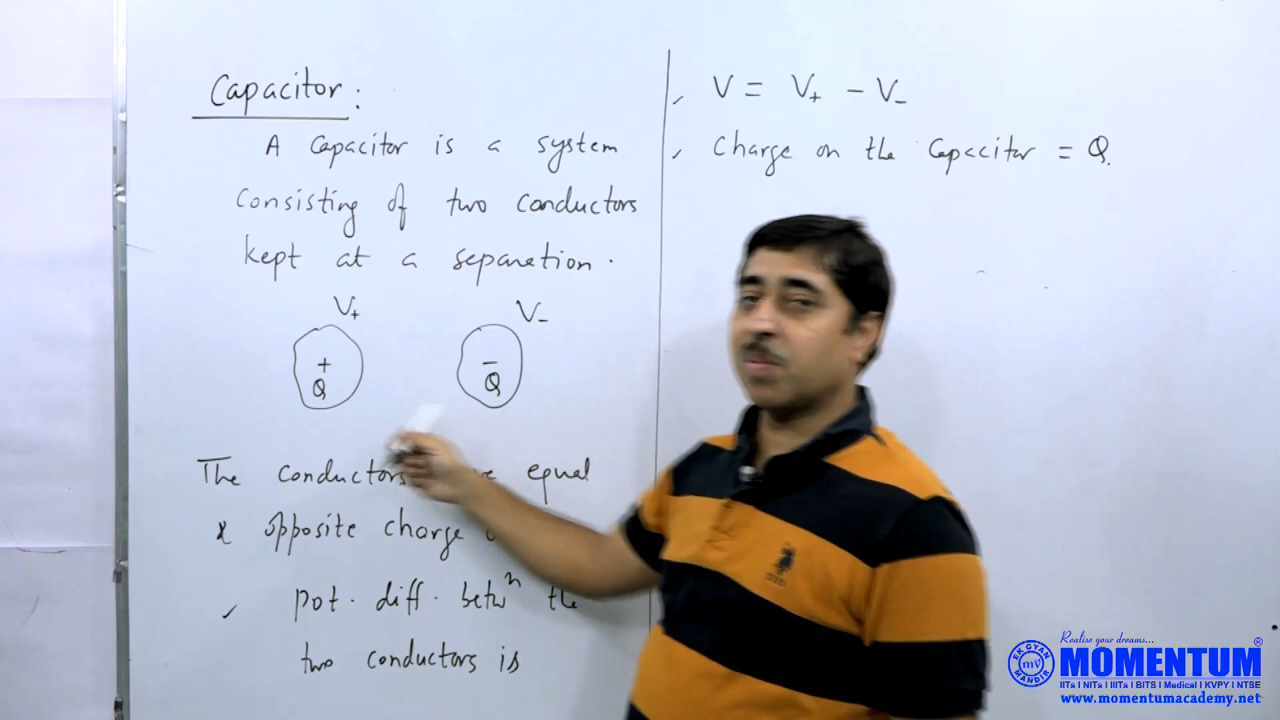 Capacitor:
A Capacitor is a system
Consisting of two conductors
kept at a separation.
V+ V-
+ -
Q Q
The conductors equal
& opposite charge
pot. diff. betwn the
two conductors is
V = V+ - V-
Charge on the Capacitor = Q.
Realise your dreams...
EK GYAN MANDIR
MOMENTUM®
IITs | NITs | IIITs | BITS | Medical | KVPY | NTSE
www.momentumacademy.net